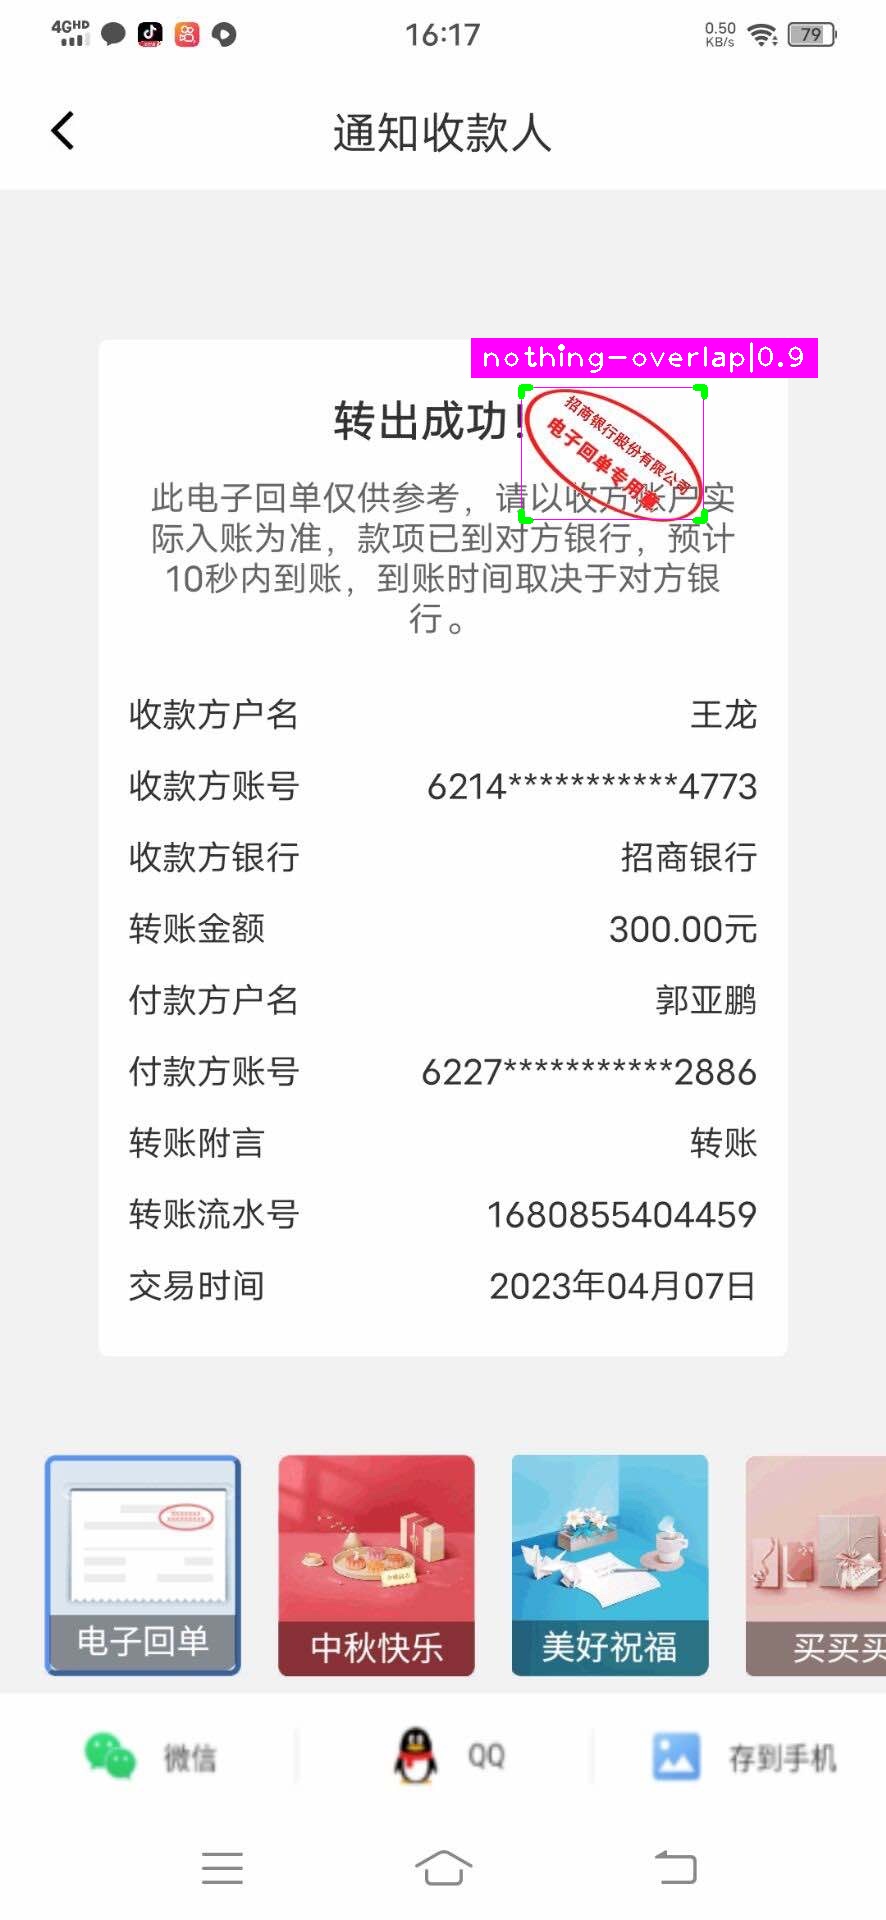 4GHD
16:17
0.50
KB/s
79
通知收款人
nothing-overlap|0.9
转出成功!
招商银行股份有限公司
电子回单专用章
此电子回单仅供参考，请以收方账户实
际入账为准，款项已到对方银行，预计
10秒内到账，到账时间取决于对方银
行。
收款方户名 王龙
收款方账号 6214***********4773
收款方银行 招商银行
转账金额 300.00元
付款方户名 郭亚鹏
付款方账号 6227***********2886
转账附言 转账
转账流水号 1680855404459
交易时间 2023年04月07日
电子回单 中秋快乐 美好祝福 买买买
微信 QQ 存到手机